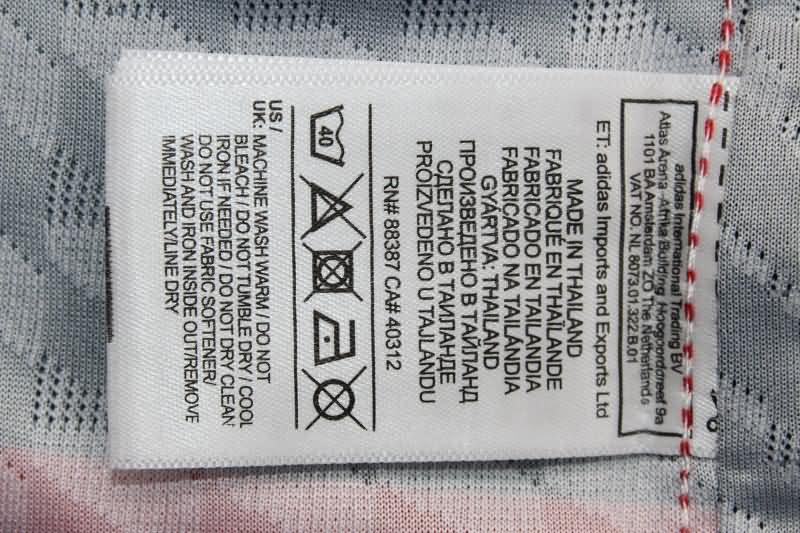 adidas International Trading BV
Atlas Arena -Afrika Building, Hoogoorddreef 9a
1101 BA Amsterdam ZO The Netherlands
VAT NO. NL 8073.01.322.B.01
ET: adidas Imports and Exports Ltd
MADE IN THAILAND
FABRIQUÉ EN THAÏLANDE
FABRICADO EN TAILANDIA
FABRICADO NA TAILÂNDIA
GYÁRTVA: THAILAND
ПРОИЗВЕДЕНО В ТАЙЛАНД
СДЕЛАНО В ТАИЛАНДЕ
PROIZVEDENO U TAJLANDU
RN# 88387 CA# 40312
40
US /
UK: MACHINE WASH WARM / DO NOT
BLEACH / DO NOT TUMBLE DRY / COOL
IRON IF NEEDED / DO NOT DRY CLEAN
DO NOT USE FABRIC SOFTENER/
WASH AND IRON INSIDE OUT/REMOVE
IMMEDIATELY/LINE DRY